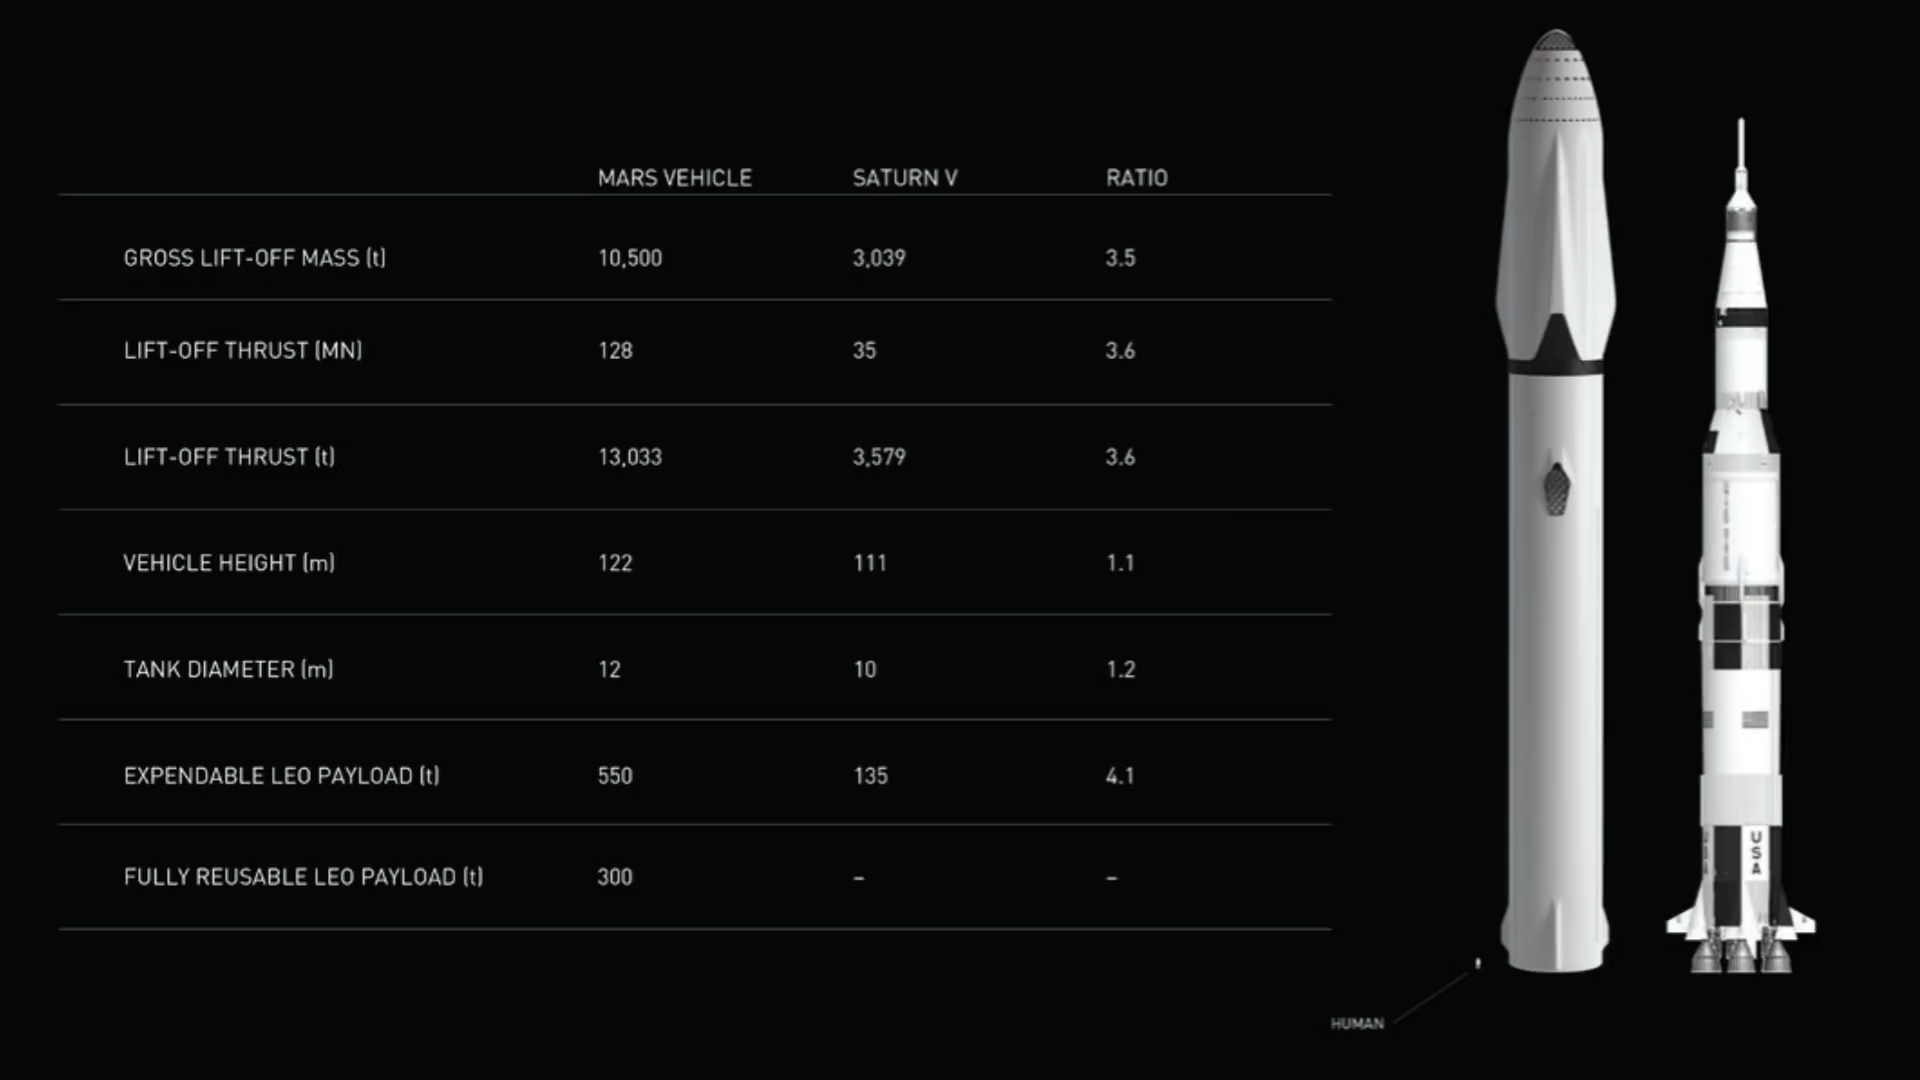 MARS VEHICLE SATURN V RATIO
GROSS LIFT-OFF MASS (t) 10,500 3,039 3.5
LIFT-OFF THRUST (MN) 128 35 3.6
LIFT-OFF THRUST (t) 13,033 3,579 3.6
VEHICLE HEIGHT (m) 122 111 1.1
TANK DIAMETER (m) 12 10 1.2
EXPENDABLE LEO PAYLOAD (t) 550 135 4.1
FULLY REUSABLE LEO PAYLOAD (t) 300 – –
USA
HUMAN